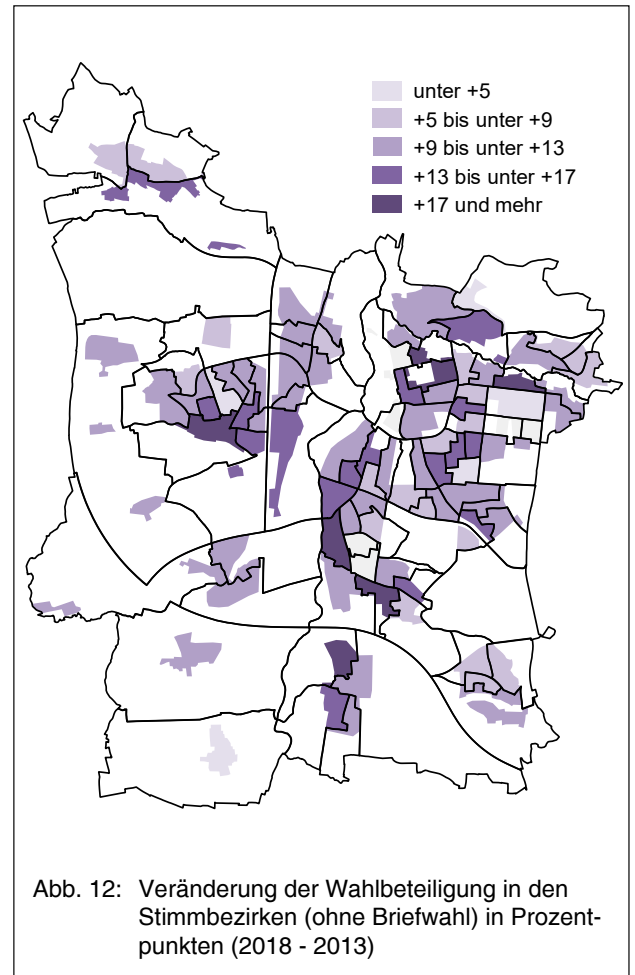 unter +5
+5 bis unter +9
+9 bis unter +13
+13 bis unter +17
+17 und mehr
Abb. 12: Veränderung der Wahlbeteiligung in den
Stimmbezirken (ohne Briefwahl) in Prozent-
punkten (2018 - 2013)